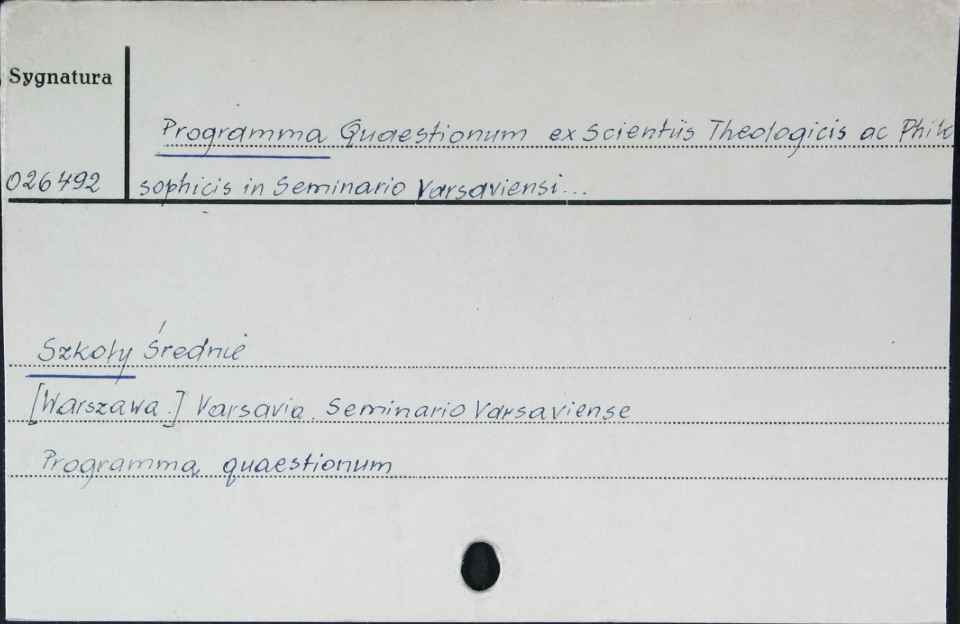 Sygnatura
Programma Quaestionum ex Scientiis Theologicis ac Philo
026492 sophicis in Seminario Varsaviensi...
Szkoły Średnie
[Warszawa.] Varsavia. Seminario Varsaviense
Programma quaestionum